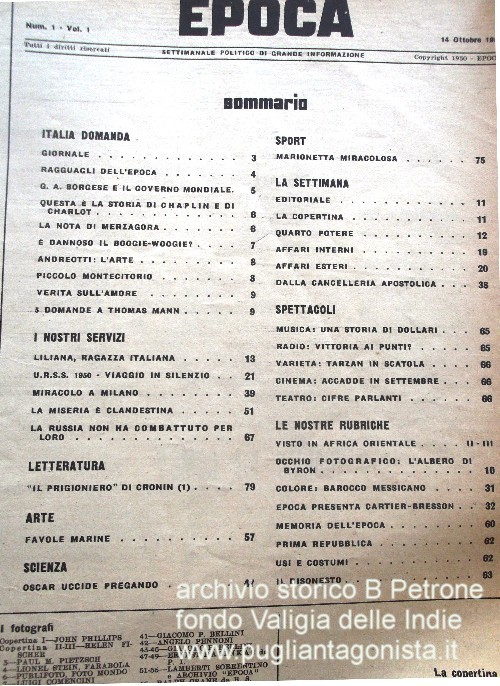 EPOCA
Num. 1 - Vol. 1
14 Ottobre
Tutti i diritti riservati
SETTIMANALE POLITICO DI GRANDE INFORMAZIONE
Copyright 1950 - EPOC
sommario
ITALIA DOMANDA
GIORNALE 3
RAGGUAGLI DELL'EPOCA 4
G. A. BORGESE E IL GOVERNO MONDIALE. 5
QUESTA È LA STORIA DI CHAPLIN E DI
CHARLOT 6
LA NOTA DI MERZAGORA 6
È DANNOSO IL BOOGIE-WOOGIE? 7
ANDREOTTI: L'ARTE 8
PICCOLO MONTECITORIO 8
VERITA SULL'AMORE 9
5 DOMANDE A THOMAS MANN 9
I NOSTRI SERVIZI
LILIANA, RAGAZZA ITALIANA 13
U.R.S.S. 1950 - VIAGGIO IN SILENZIO 21
MIRACOLO A MILANO 39
LA MISERIA È CLANDESTINA 51
LA RUSSIA NON HA COMBATTUTO PER
LORO 67
LETTERATURA
"IL PRIGIONIERO" DI CRONIN (1) 79
ARTE
FAVOLE MARINE 57
SCIENZA
OSCAR UCCIDE PREGANDO
SPORT
MARIONETTA MIRACOLOSA 75
LA SETTIMANA
EDITORIALE 11
LA COPERTINA 11
QUARTO POTERE 12
AFFARI INTERNI 19
AFFARI ESTERI 20
DALLA CANCELLERIA APOSTOLICA 38
SPETTACOLI
MUSICA: UNA STORIA DI DOLLARI 65
RADIO: VITTORIA AI PUNTI? 65
VARIETA: TARZAN IN SCATOLA 66
CINEMA: ACCADDE IN SETTEMBRE 66
TEATRO: CIFRE PARLANTI 66
LE NOSTRE RUBRICHE
VISTO IN AFRICA ORIENTALE II-III
OCCHIO FOTOGRAFICO: L'ALBERO DI
BYRON 10
COLORE: BAROCCO MESSICANO 31
EPOCA PRESENTA CARTIER-BRESSON 32
MEMORIA DELL'EPOCA 60
PRIMA REPUBBLICA 62
USI E COSTUMI 62
IL DISONESTO 63
archivio storico B Petrone
fondo Valigia delle Indie
www.pugliantagonista.it
I fotografi
Copertina I—JOHN PHILLIPS
Copertina II-III—HELEN FI-
SCHER
3—PAUL M. PIETZSCH
4—LIONEL STEIN, FARABOLA
6—PUBLIFOTO, FOTO MONDO
LUIGI COMENCINI
41—GIACOMO P. BELLINI
42—ANGELO PENNONI
51-55—LAMBERTI SORRENTINO
e ARCHIVIO "EPOCA"
La copertina